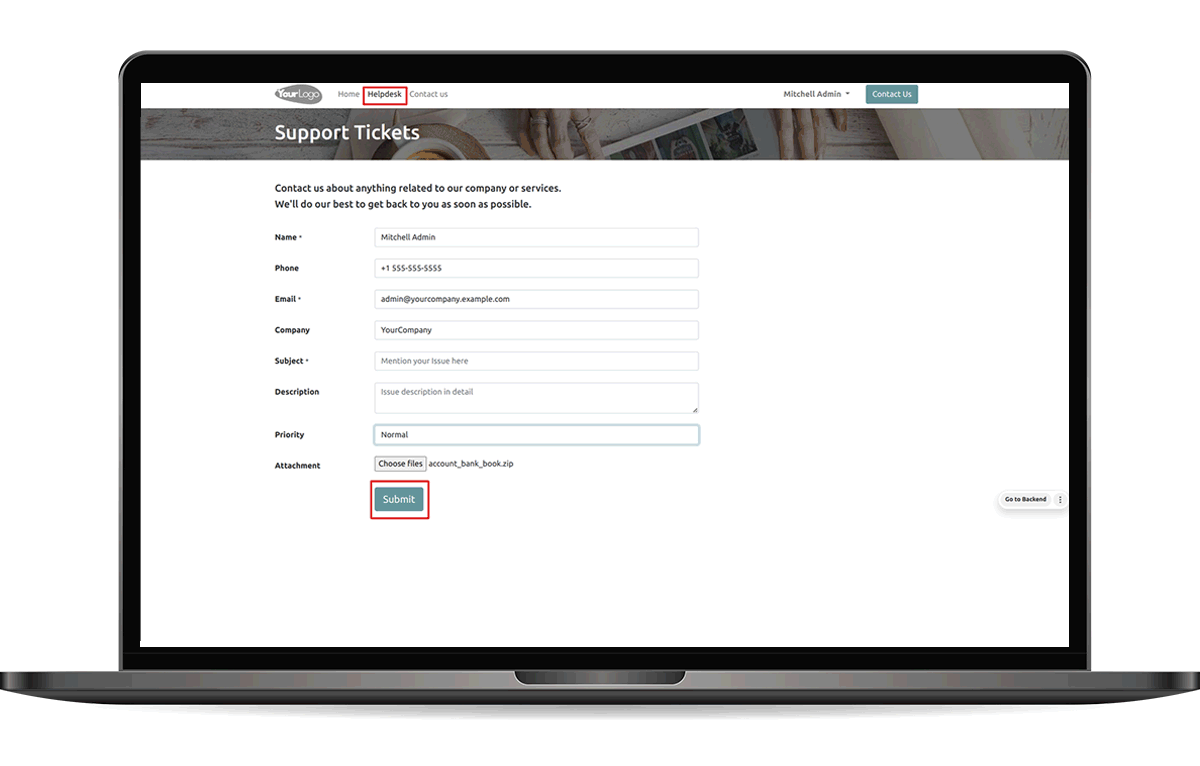 YourLogo Home Helpdesk Contact us Mitchell Admin Contact Us
Support Tickets
Contact us about anything related to our company or services.
We'll do our best to get back to you as soon as possible.
Name * Mitchell Admin
Phone +1 555-555-5555
Email * admin@yourcompany.example.com
Company YourCompany
Subject * Mention your Issue here
Description Issue description in detail
Priority Normal
Attachment Choose files account_bank_book.zip
Submit
Go to Backend